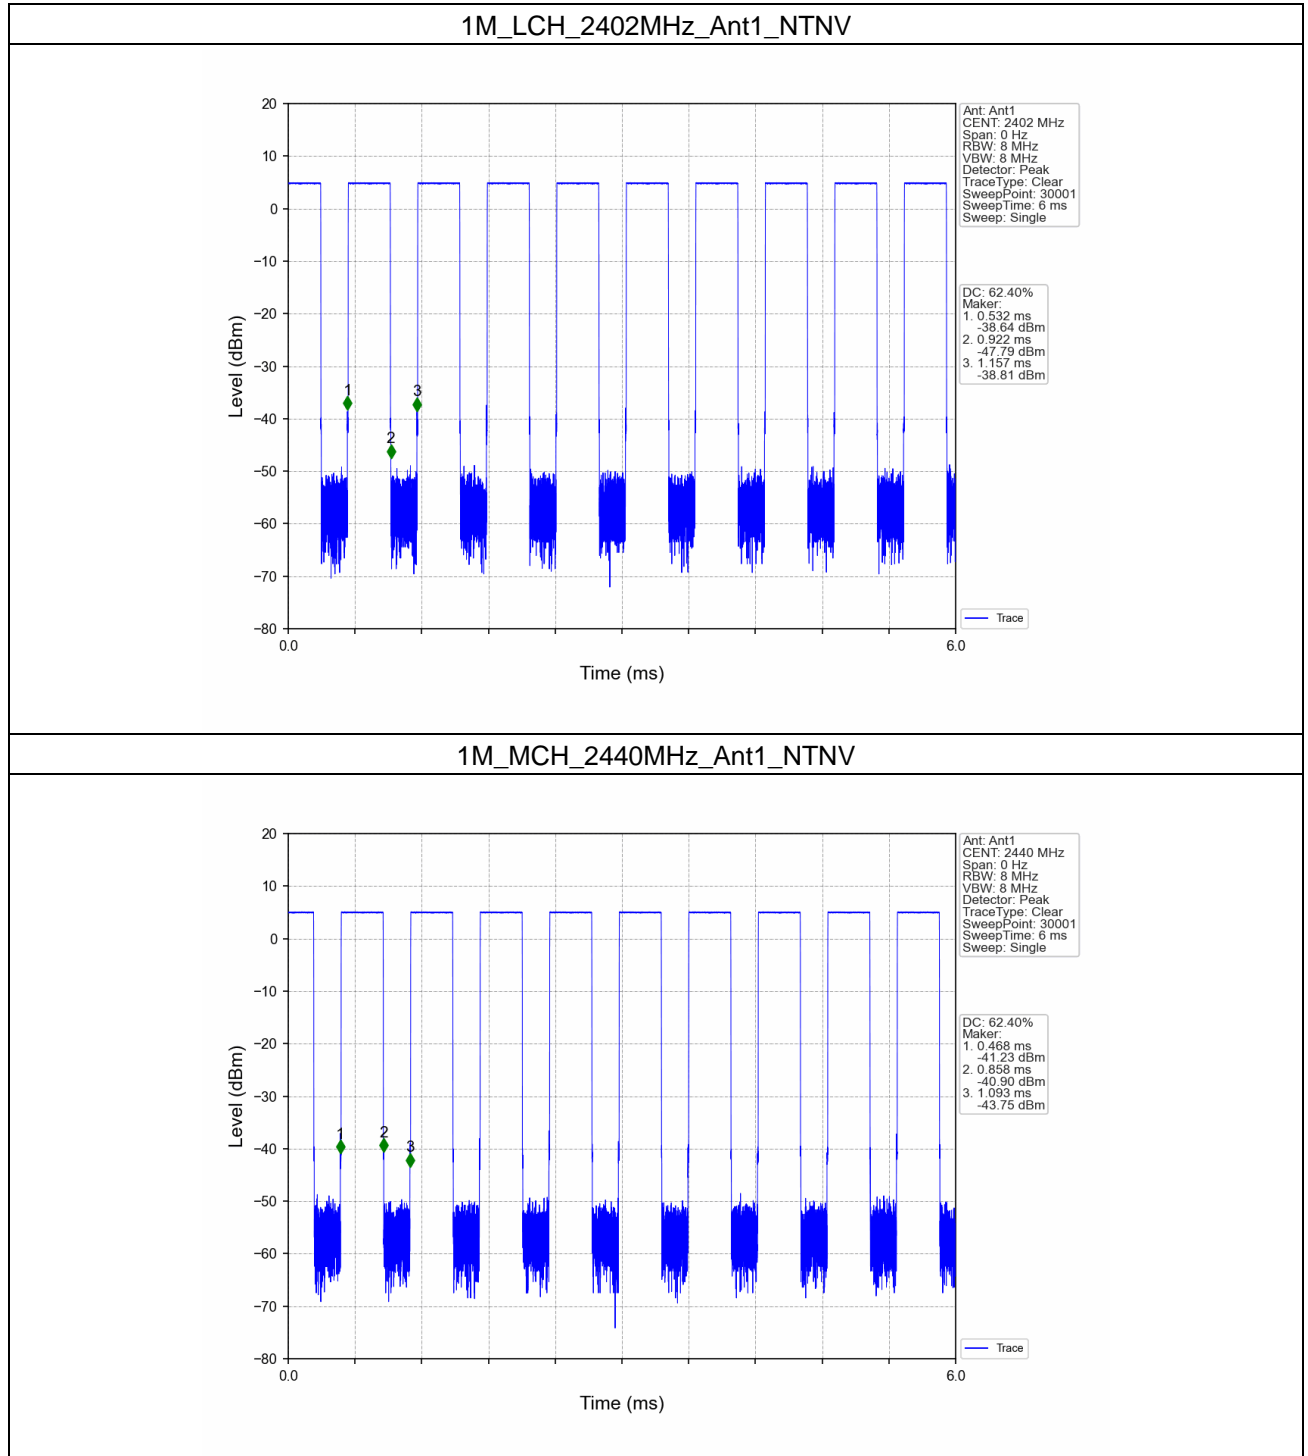 1M_LCH_2402MHz_Ant1_NTNV
20
10
0
−10
−20
−30
−40
−50
−60
−70
−80
Level (dBm)
1
2
3
0.0
6.0
Time (ms)
Ant: Ant1
CENT: 2402 MHz
Span: 0 Hz
RBW: 8 MHz
VBW: 8 MHz
Detector: Peak
TraceType: Clear
SweepPoint: 30001
SweepTime: 6 ms
Sweep: Single
DC: 62.40%
Maker:
1. 0.532 ms
-38.64 dBm
2. 0.922 ms
-47.79 dBm
3. 1.157 ms
-38.81 dBm
Trace
1M_MCH_2440MHz_Ant1_NTNV
20
10
0
−10
−20
−30
−40
−50
−60
−70
−80
Level (dBm)
1
2
3
0.0
6.0
Time (ms)
Ant: Ant1
CENT: 2440 MHz
Span: 0 Hz
RBW: 8 MHz
VBW: 8 MHz
Detector: Peak
TraceType: Clear
SweepPoint: 30001
SweepTime: 6 ms
Sweep: Single
DC: 62.40%
Maker:
1. 0.468 ms
-41.23 dBm
2. 0.858 ms
-40.90 dBm
3. 1.093 ms
-43.75 dBm
Trace